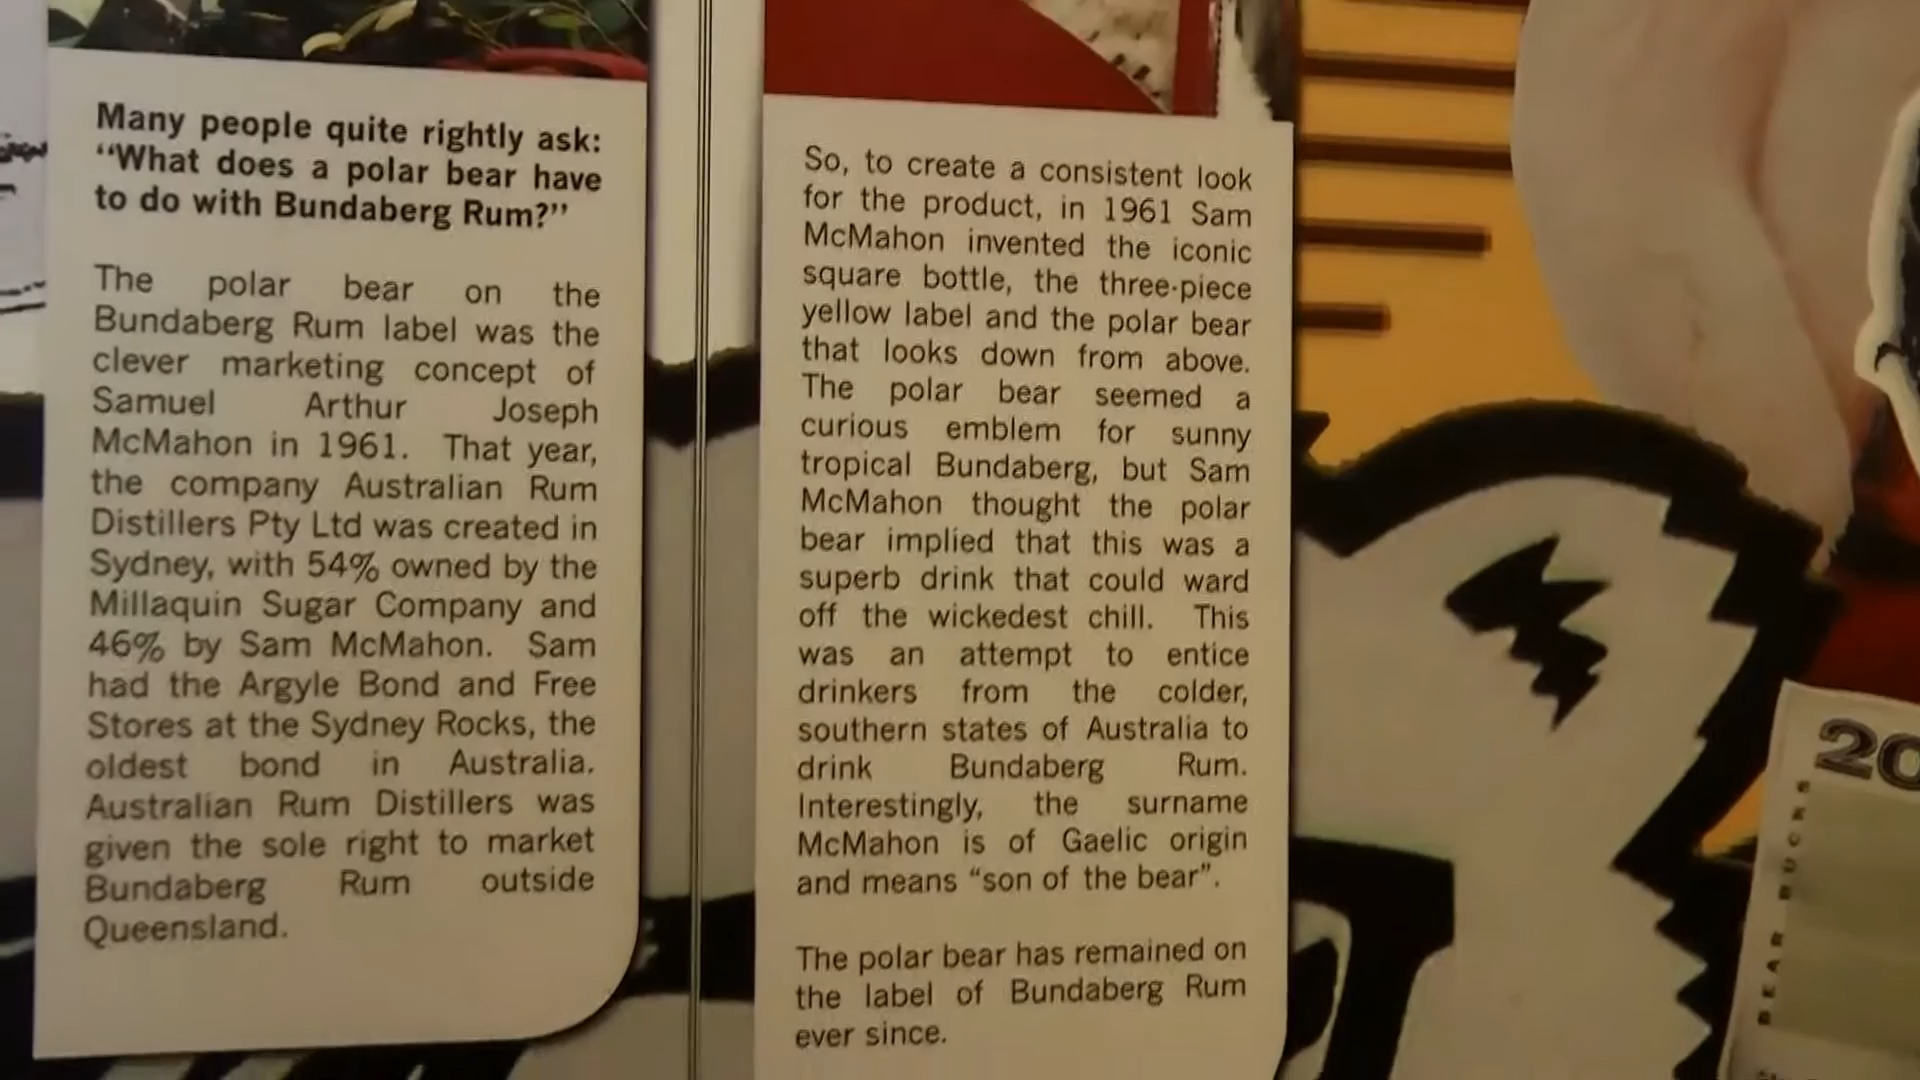 Many people quite rightly ask:
“What does a polar bear have
to do with Bundaberg Rum?”
The polar bear on the
Bundaberg Rum label was the
clever marketing concept of
Samuel Arthur Joseph
McMahon in 1961. That year,
the company Australian Rum
Distillers Pty Ltd was created in
Sydney, with 54% owned by the
Millaquin Sugar Company and
46% by Sam McMahon. Sam
had the Argyle Bond and Free
Stores at the Sydney Rocks, the
oldest bond in Australia.
Australian Rum Distillers was
given the sole right to market
Bundaberg Rum outside
Queensland.
So, to create a consistent look
for the product, in 1961 Sam
McMahon invented the iconic
square bottle, the three-piece
yellow label and the polar bear
that looks down from above.
The polar bear seemed a
curious emblem for sunny
tropical Bundaberg, but Sam
McMahon thought the polar
bear implied that this was a
superb drink that could ward
off the wickedest chill. This
was an attempt to entice
drinkers from the colder,
southern states of Australia to
drink Bundaberg Rum.
Interestingly, the surname
McMahon is of Gaelic origin
and means “son of the bear”.
The polar bear has remained on
the label of Bundaberg Rum
ever since.
20
BEAR BUCKS